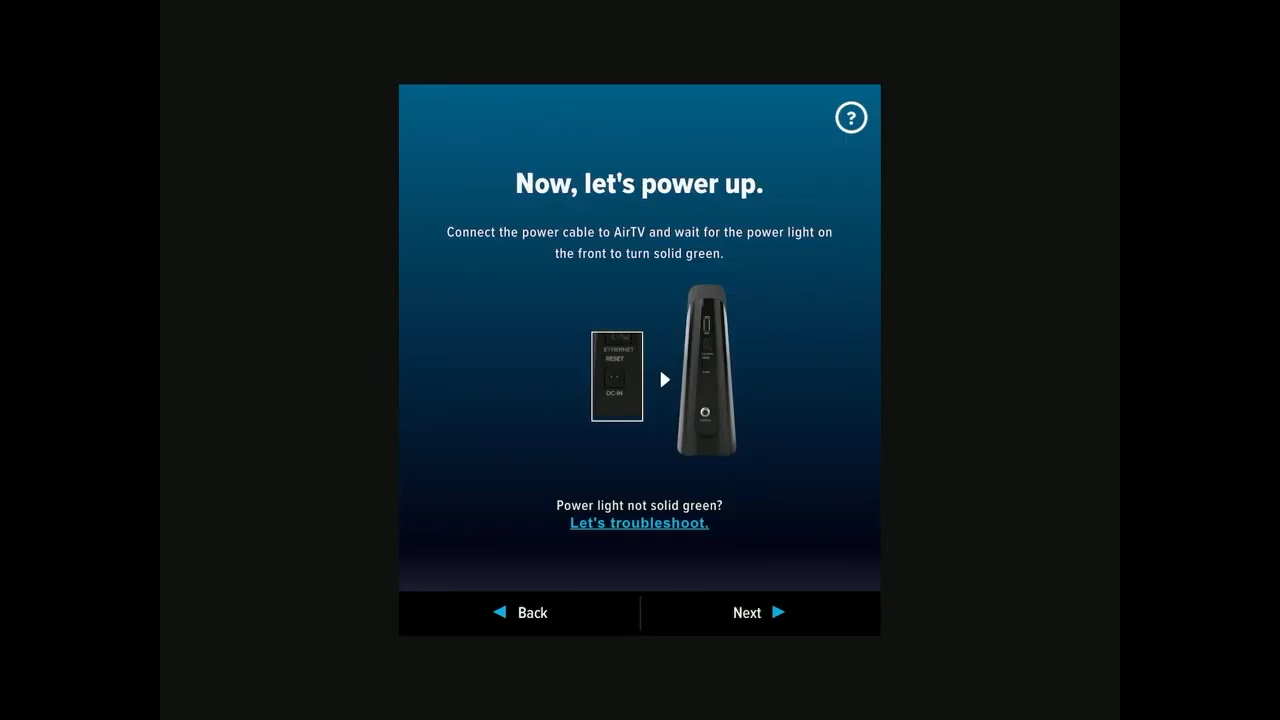 ?
Now, let's power up.
Connect the power cable to AirTV and wait for the power light on
the front to turn solid green.
ETHERNET
RESET
DC-IN
Power light not solid green?
Let's troubleshoot.
Back
Next